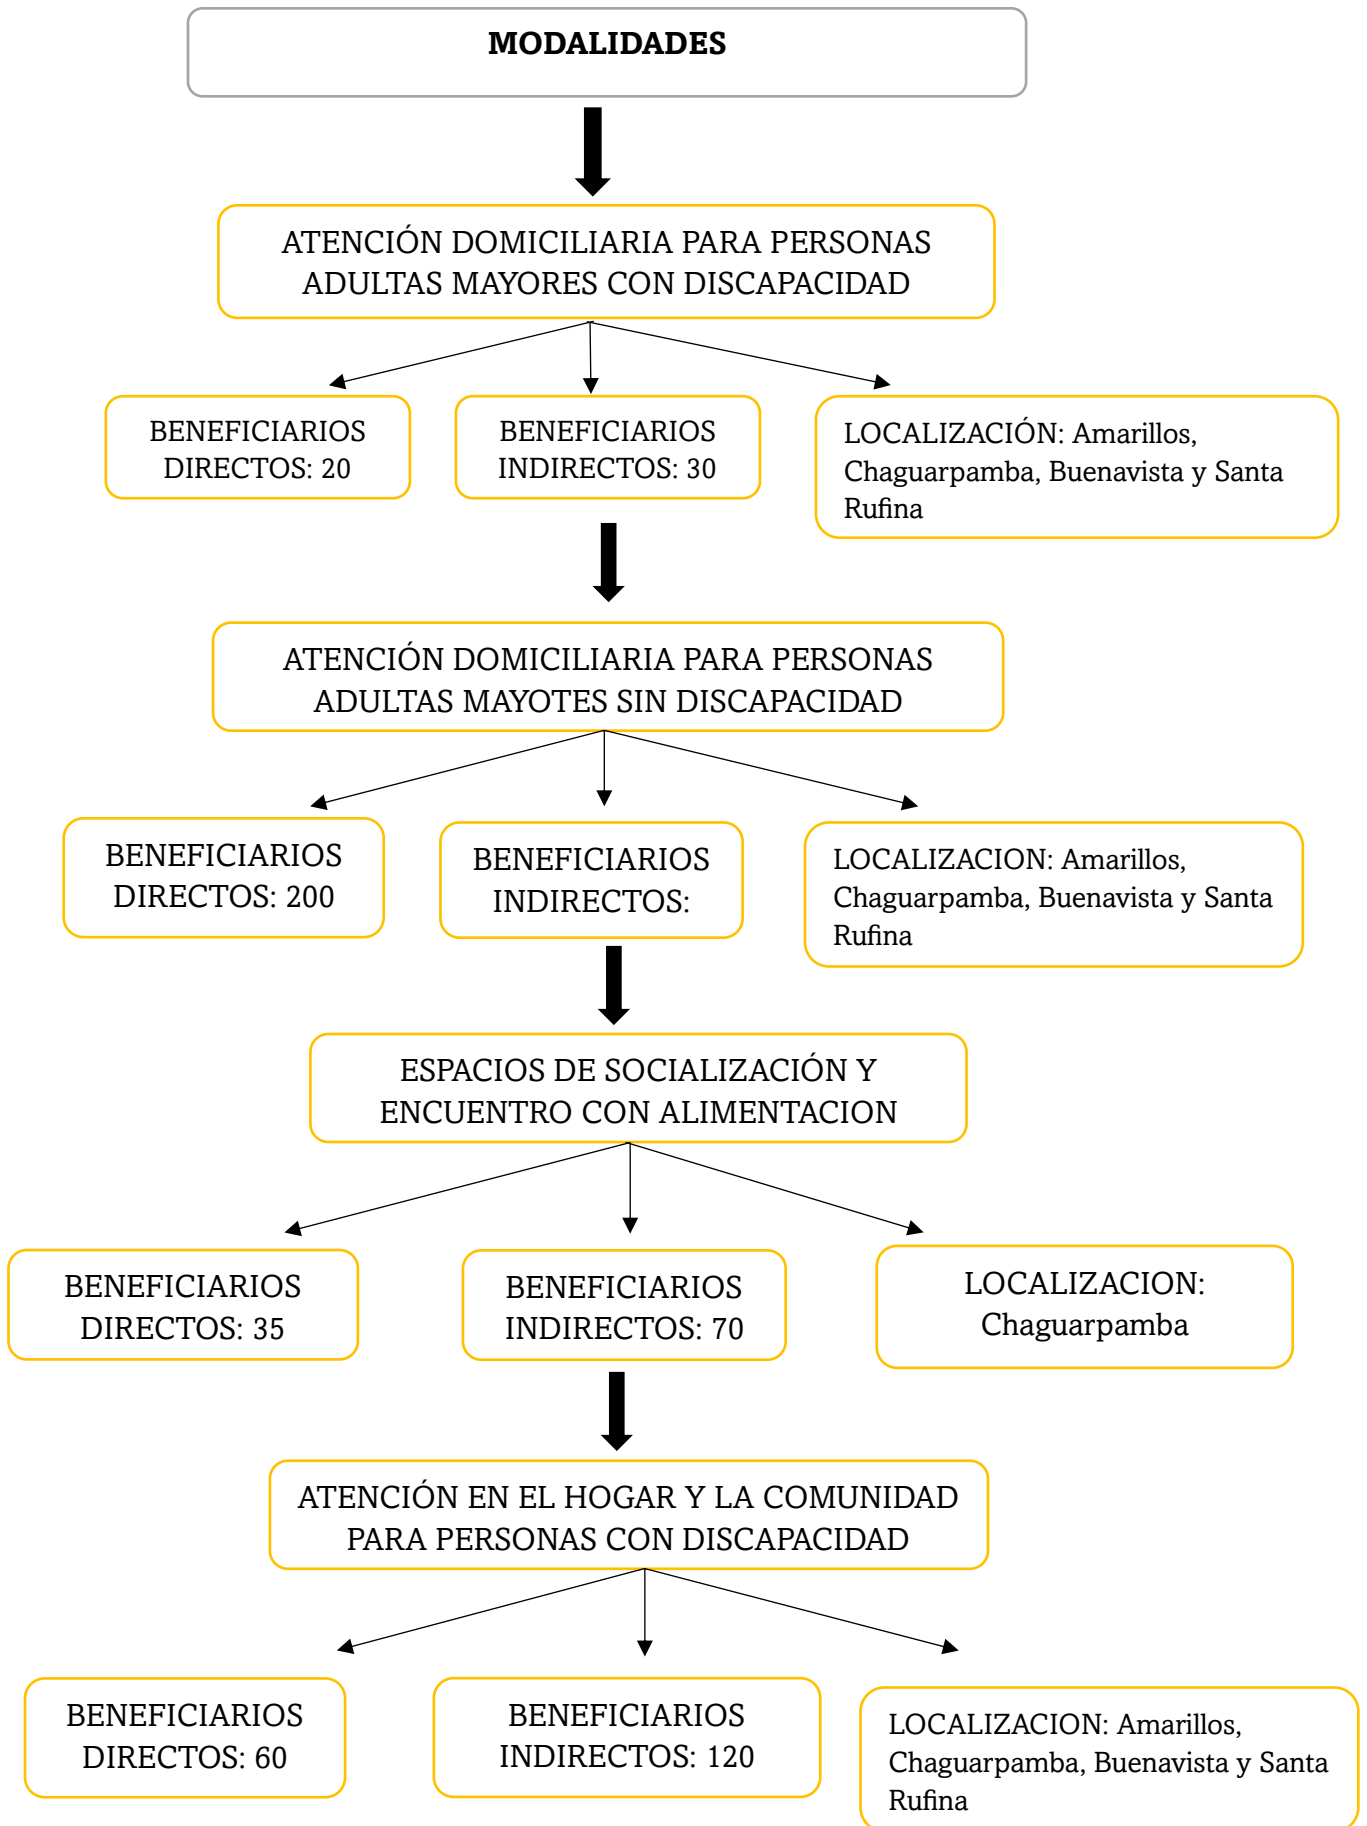 MODALIDADES
ATENCIÓN DOMICILIARIA PARA PERSONAS
ADULTAS MAYORES CON DISCAPACIDAD
BENEFICIARIOS
DIRECTOS: 20
BENEFICIARIOS
INDIRECTOS: 30
LOCALIZACIÓN: Amarillos,
Chaguarpamba, Buenavista y Santa
Rufina
ATENCIÓN DOMICILIARIA PARA PERSONAS
ADULTAS MAYOTES SIN DISCAPACIDAD
BENEFICIARIOS
DIRECTOS: 200
BENEFICIARIOS
INDIRECTOS:
LOCALIZACION: Amarillos,
Chaguarpamba, Buenavista y Santa
Rufina
ESPACIOS DE SOCIALIZACIÓN Y
ENCUENTRO CON ALIMENTACION
BENEFICIARIOS
DIRECTOS: 35
BENEFICIARIOS
INDIRECTOS: 70
LOCALIZACION:
Chaguarpamba
ATENCIÓN EN EL HOGAR Y LA COMUNIDAD
PARA PERSONAS CON DISCAPACIDAD
BENEFICIARIOS
DIRECTOS: 60
BENEFICIARIOS
INDIRECTOS: 120
LOCALIZACION: Amarillos,
Chaguarpamba, Buenavista y Santa
Rufina